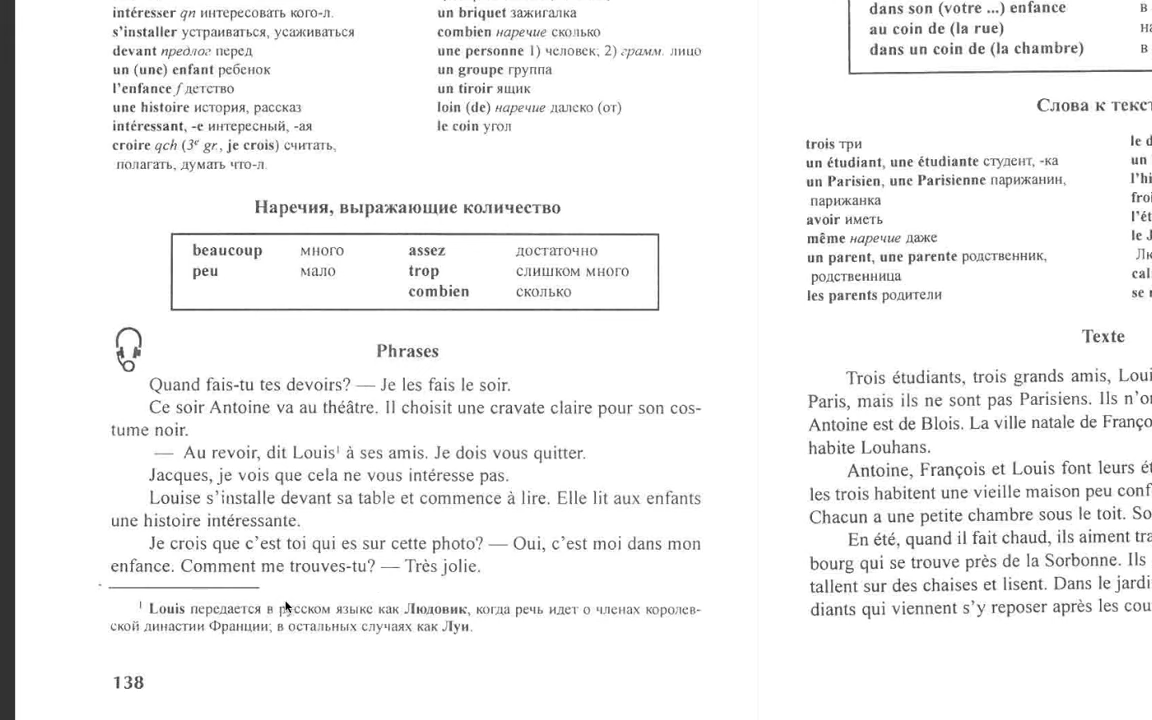 intéresser qn интересовать кого-л.
s’installer устраиваться, усаживаться
devant предлог перед
un (une) enfant ребенок
l’enfance f детство
une histoire история, рассказ
intéressant, -e интересный, -ая
croire qch (3e gr., je crois) считать,
полагать, думать что-л.
un briquet зажигалка
combien наречие сколько
une personne 1) человек; 2) грамм. лицо
un groupe группа
un tiroir ящик
loin (de) наречие далеко (от)
le coin угол
Наречия, выражающие количество
beaucoup много assez достаточно
peu мало trop слишком много
combien сколько
Phrases
Quand fais-tu tes devoirs? — Je les fais le soir.
Ce soir Antoine va au théâtre. Il choisit une cravate claire pour son cos-
tume noir.
— Au revoir, dit Louis¹ à ses amis. Je dois vous quitter.
Jacques, je vois que cela ne vous intéresse pas.
Louise s’installe devant sa table et commence à lire. Elle lit aux enfants
une histoire intéressante.
Je crois que c’est toi qui es sur cette photo? — Oui, c’est moi dans mon
enfance. Comment me trouves-tu? — Très jolie.
¹ Louis передается в русском языке как Людовик, когда речь идет о членах королев-
ской династии Франции; в остальных случаях как Луи.
138
dans son (votre ...) enfance в
au coin de (la rue)
dans un coin de (la chambre) в
Слова к
trois три
un étudiant, une étudiante студент, -ка
un Parisien, une Parisienne парижанин,
парижанка
avoir иметь
même наречие даже
un parent, une parente родственник,
родственница
les parents родители
le
un
se
Texte
Trois étudiants, trois grands amis,
Paris, mais ils ne sont pas Parisiens. Ils
Antoine est de Blois. La ville natale de
habite Louhans.
Antoine, François et Louis font leurs
les trois habitent une vieille maison peu
Chacun a une petite chambre sous le toit.
En été, quand il fait chaud, ils aiment
bourg qui se trouve près de la Sorbonne. Ils
tallent sur des chaises et lisent. Dans le
diants qui viennent s’y reposer après les